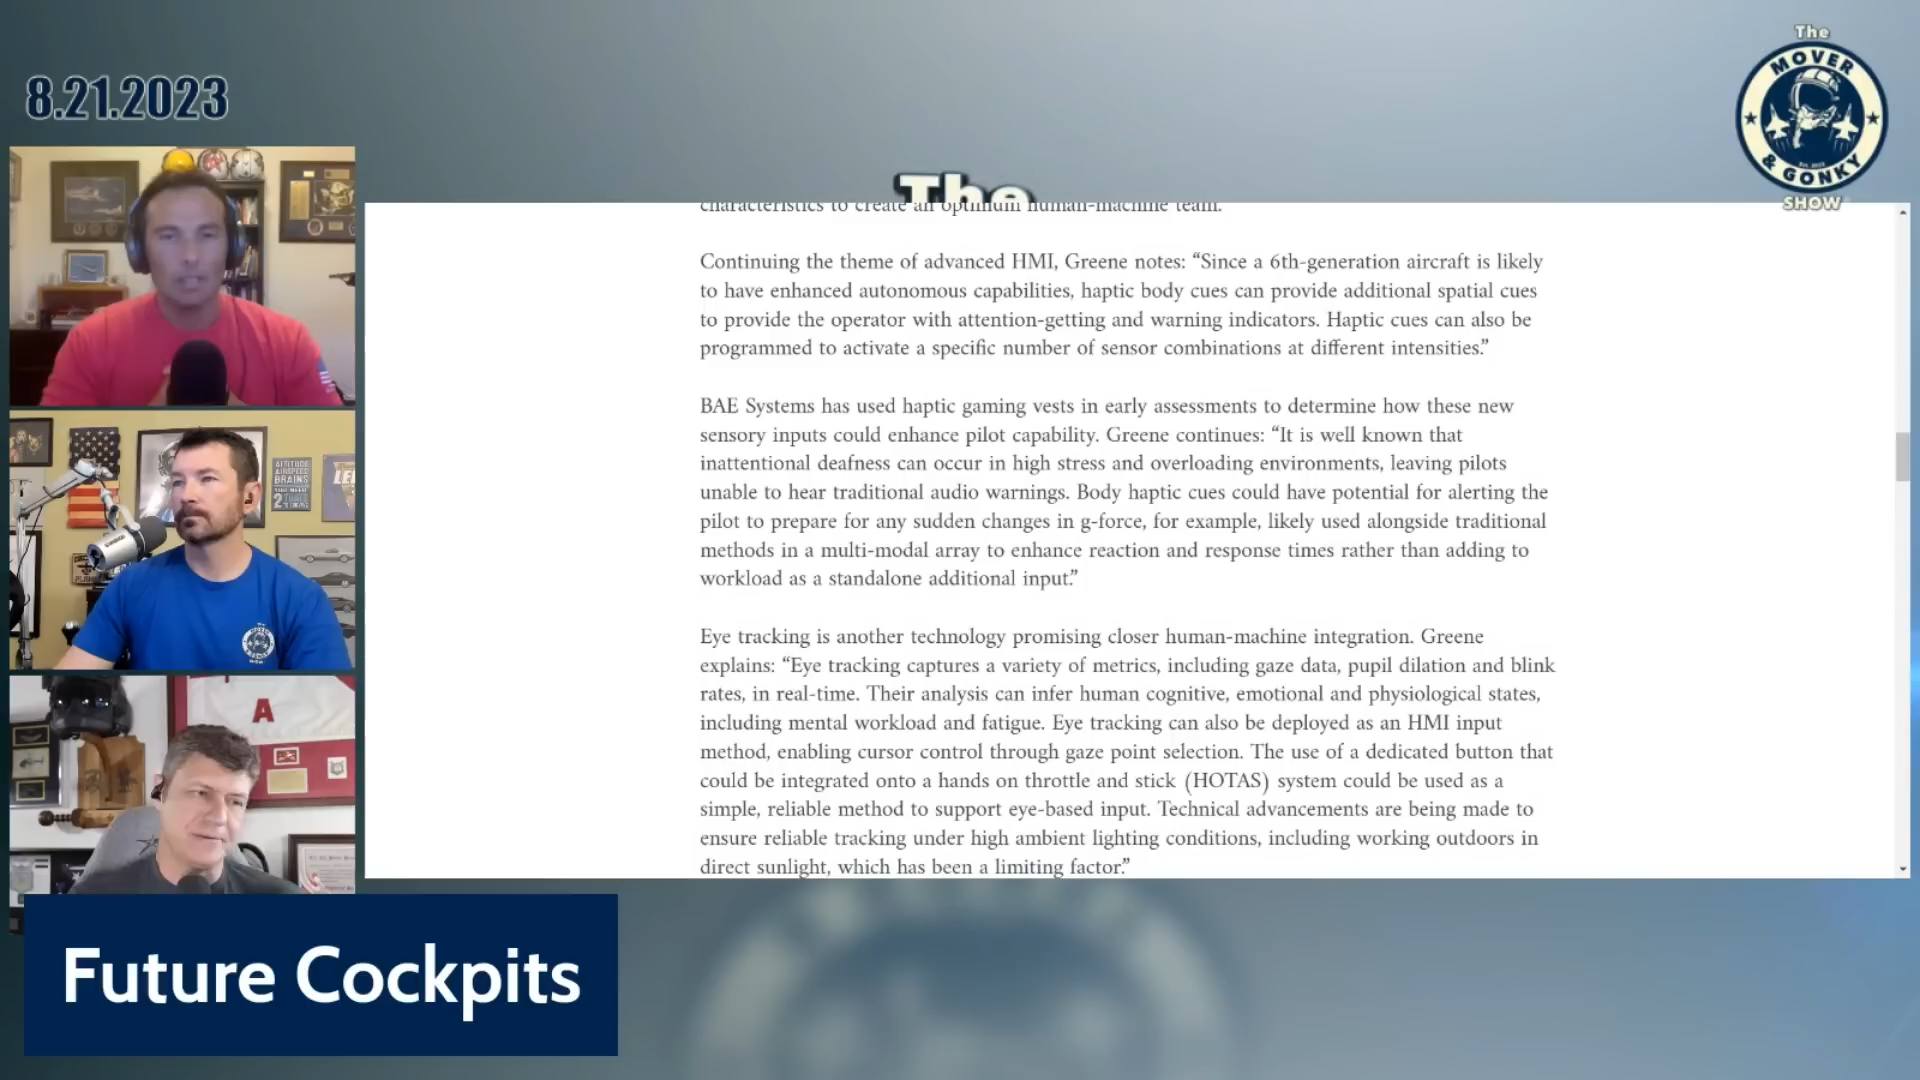 8.21.2023
The
MOVER
& GONKY
SHOW
The
characteristics to create an optimum human-machine team.
Continuing the theme of advanced HMI, Greene notes: “Since a 6th-generation aircraft is likely
to have enhanced autonomous capabilities, haptic body cues can provide additional spatial cues
to provide the operator with attention-getting and warning indicators. Haptic cues can also be
programmed to activate a specific number of sensor combinations at different intensities.”
BAE Systems has used haptic gaming vests in early assessments to determine how these new
sensory inputs could enhance pilot capability. Greene continues: “It is well known that
inattentional deafness can occur in high stress and overloading environments, leaving pilots
unable to hear traditional audio warnings. Body haptic cues could have potential for alerting the
pilot to prepare for any sudden changes in g-force, for example, likely used alongside traditional
methods in a multi-modal array to enhance reaction and response times rather than adding to
workload as a standalone additional input.”
Eye tracking is another technology promising closer human-machine integration. Greene
explains: “Eye tracking captures a variety of metrics, including gaze data, pupil dilation and blink
rates, in real-time. Their analysis can infer human cognitive, emotional and physiological states,
including mental workload and fatigue. Eye tracking can also be deployed as an HMI input
method, enabling cursor control through gaze point selection. The use of a dedicated button that
could be integrated onto a hands on throttle and stick (HOTAS) system could be used as a
simple, reliable method to support eye-based input. Technical advancements are being made to
ensure reliable tracking under high ambient lighting conditions, including working outdoors in
direct sunlight, which has been a limiting factor.”
ATTITUDE
AIRSPEED
BRAINS
A
Future Cockpits